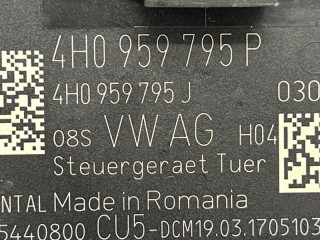 4H0 959 795 P
4H0 959 795 J 030
08S VW AG H04
Steuergeraet Tuer
NTAL Made in Romania
5440800 CU5-DCM19.03.1705103